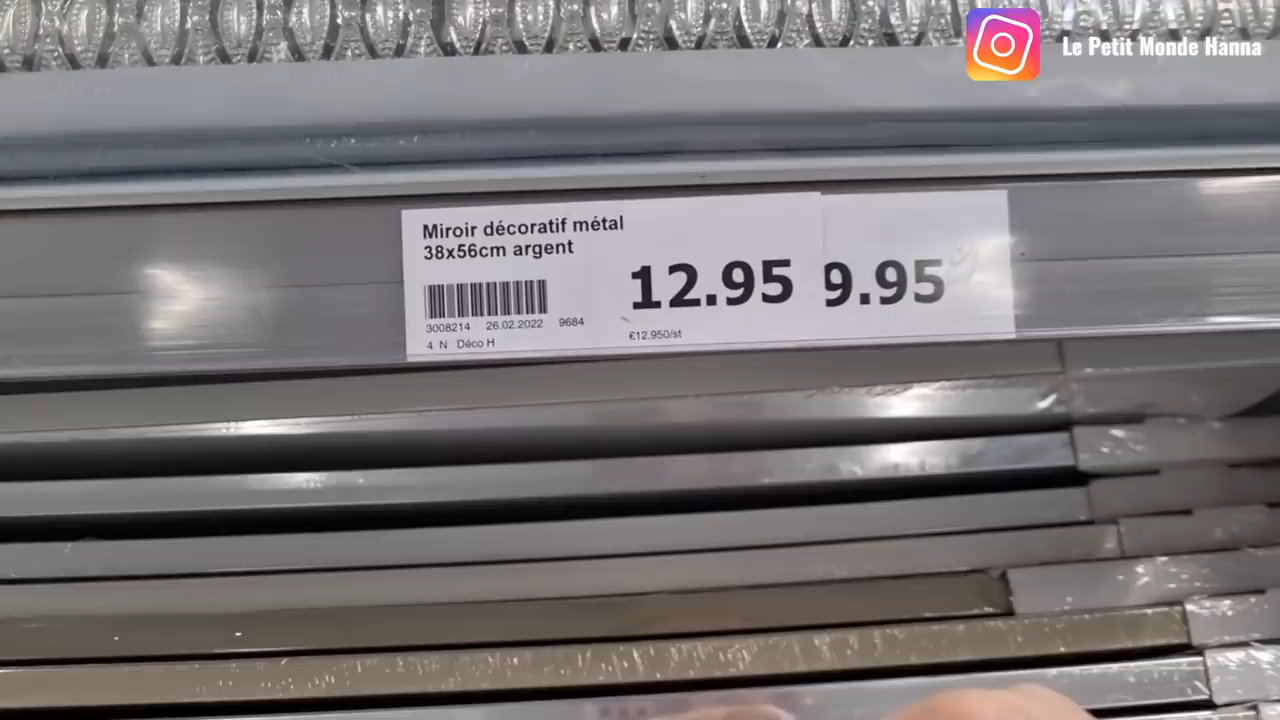 Le Petit Monde Hanna
Miroir décoratif métal
38x56cm argent
12.95
9.95
3008214 26.02.2022 9684
€12,950/st
4 N Déco H